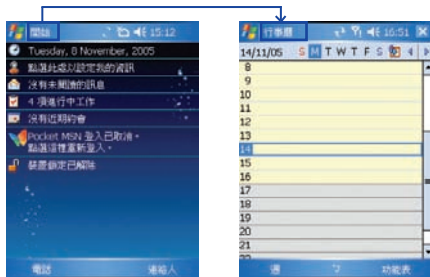 開始
15:12
Tuesday, 8 November, 2005
點選此處以設定我的資訊
沒有未閱讀的訊息
4 項進行中工作
沒有近期約會
Pocket MSN 登入已取消。
點選這裡重新登入。
裝置鎖定已解除
電話
連絡人
行事曆
16:51
14/11/05
S M T W T F S
8
9
10
11
12
13
14
15
16
17
18
19
20
21
22
週
功能表